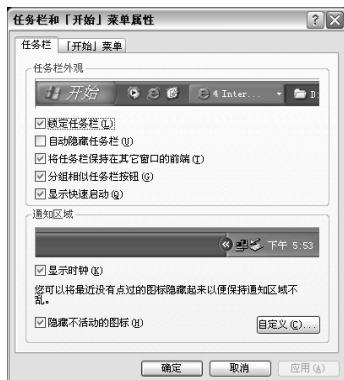 任务栏和「开始」菜单属性
任务栏 「开始」菜单
任务栏外观
开始 4 Inter... D:
锁定任务栏(L)
自动隐藏任务栏(U)
将任务栏保持在其它窗口的前端(T)
分组相似任务栏按钮(G)
显示快速启动(Q)
通知区域
下午 5:53
显示时钟(K)
您可以将最近没有点过的图标隐藏起来以便保持通知区域不
乱。
隐藏不活动的图标(H) 自定义(C)...
确定 取消 应用(A)